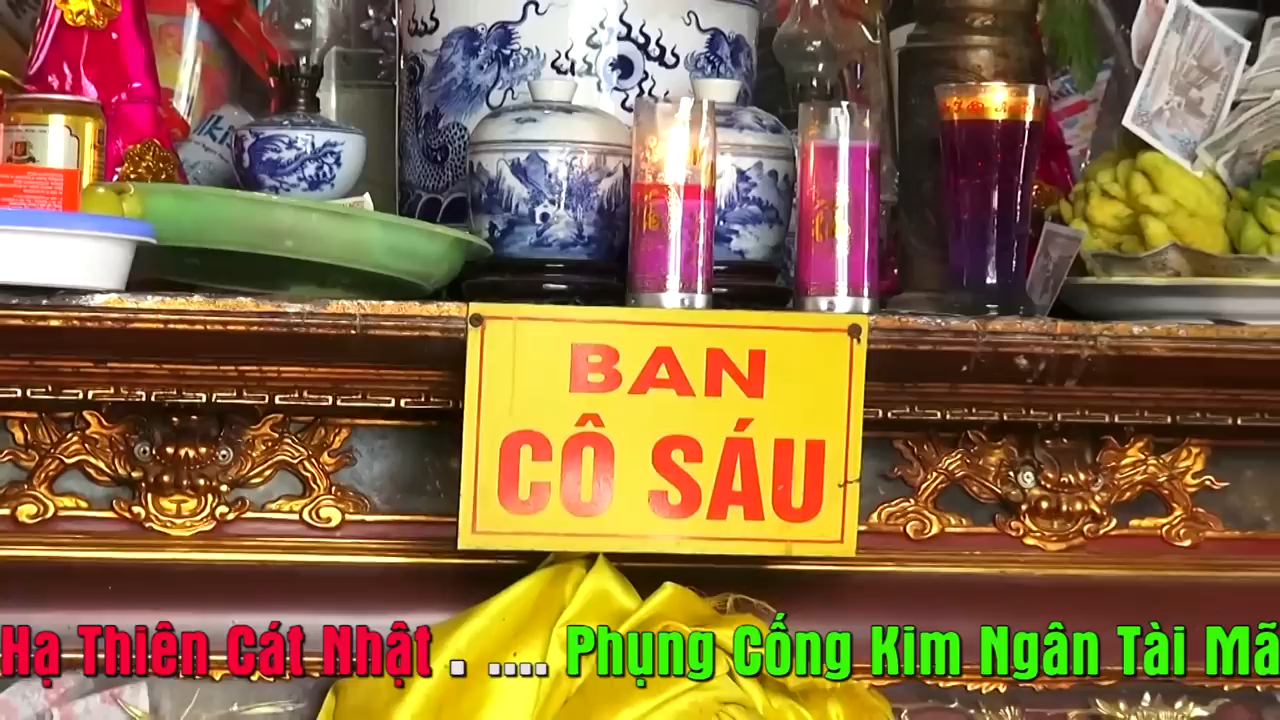 BAN
CÔ SÁU
Hạ Thiên Cát Nhật . .... Phụng Cống Kim Ngân Tài Mã